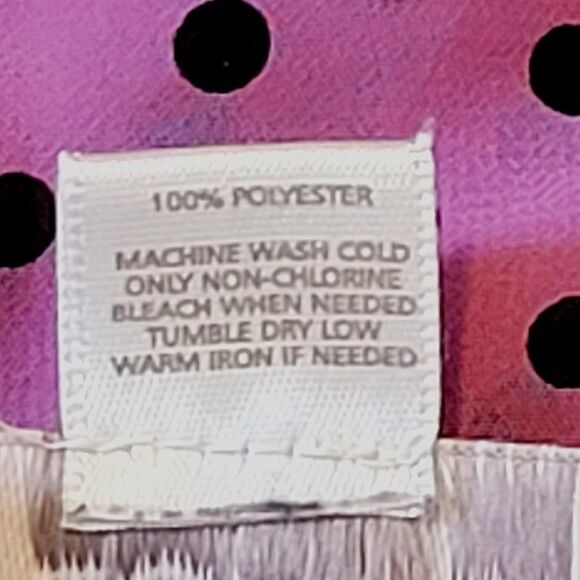 100% POLYESTER
MACHINE WASH COLD
ONLY NON-CHLORINE
BLEACH WHEN NEEDED
TUMBLE DRY LOW
WARM IRON IF NEEDED